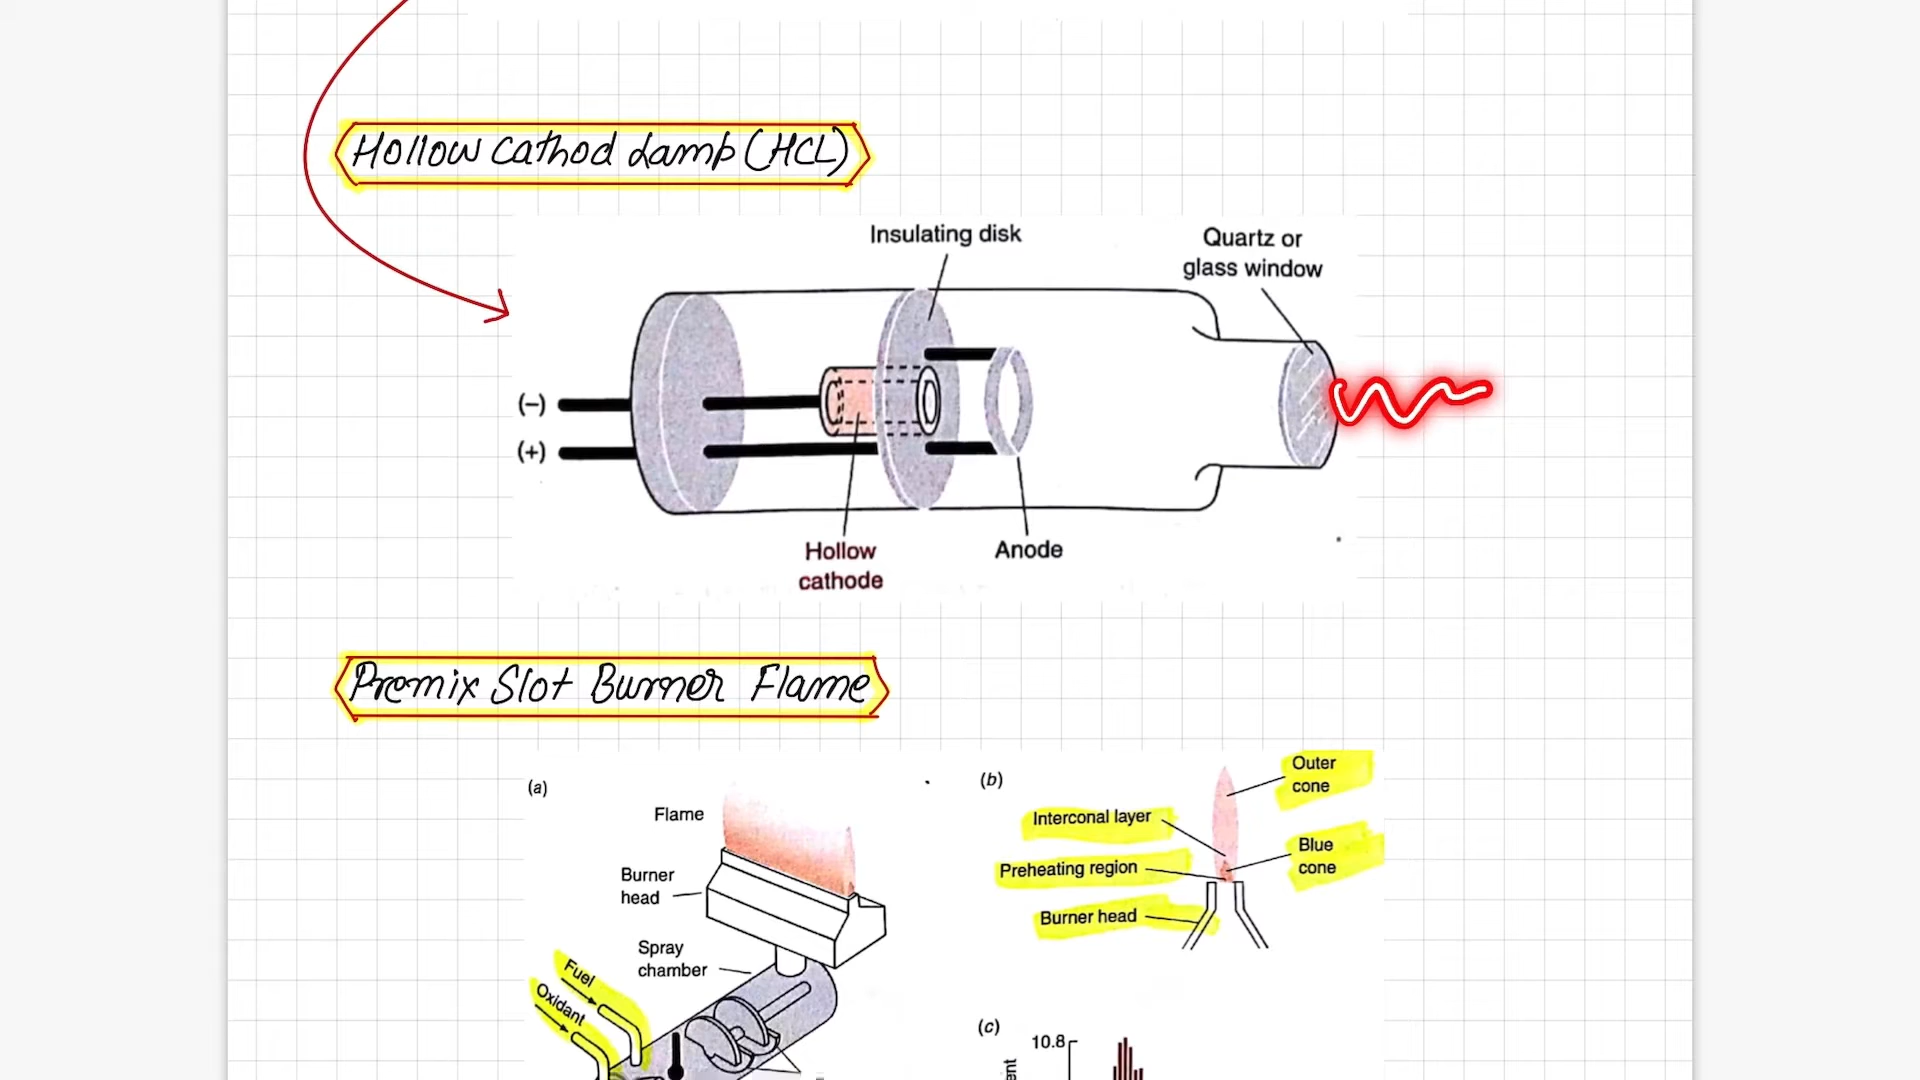 Hollow Cathod Lamp (HCL)
Insulating disk
Quartz or
glass window
(-)
(+)
Hollow
cathode
Anode
Premix Slot Burner Flame
(a)
Flame
Burner
head
Spray
chamber
Fuel
Oxidant
(b)
Outer
cone
Interconal layer
Blue
cone
Preheating region
Burner head
(c)
10.8